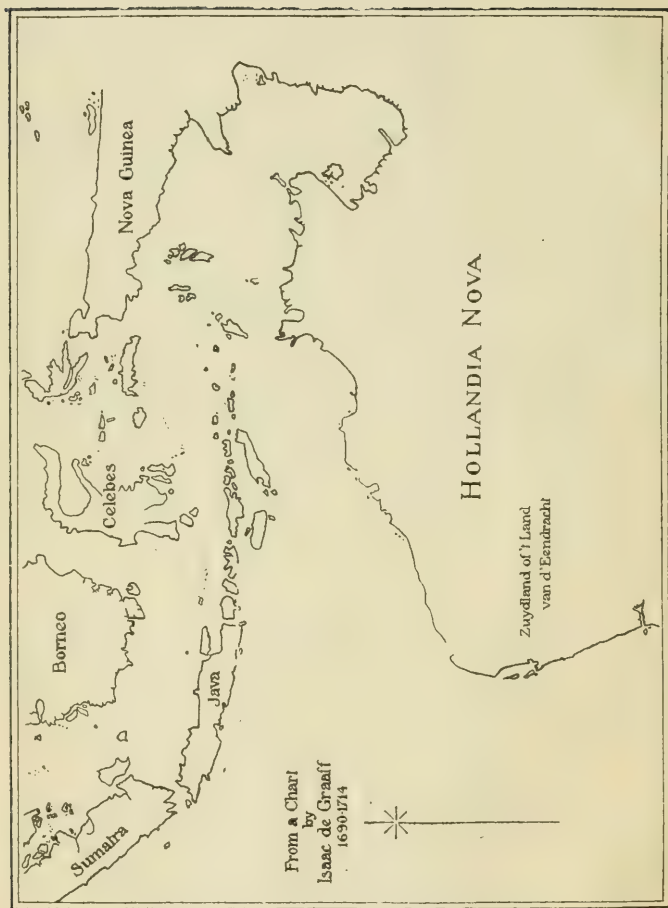 Nova Guinea
Celebes
Borneo
Java
Sumatra
HOLLANDIA NOVA
Zuydland of 't Land
van d'Eendracht
From a Chart
by
Isaac de Graaff
1690-1714